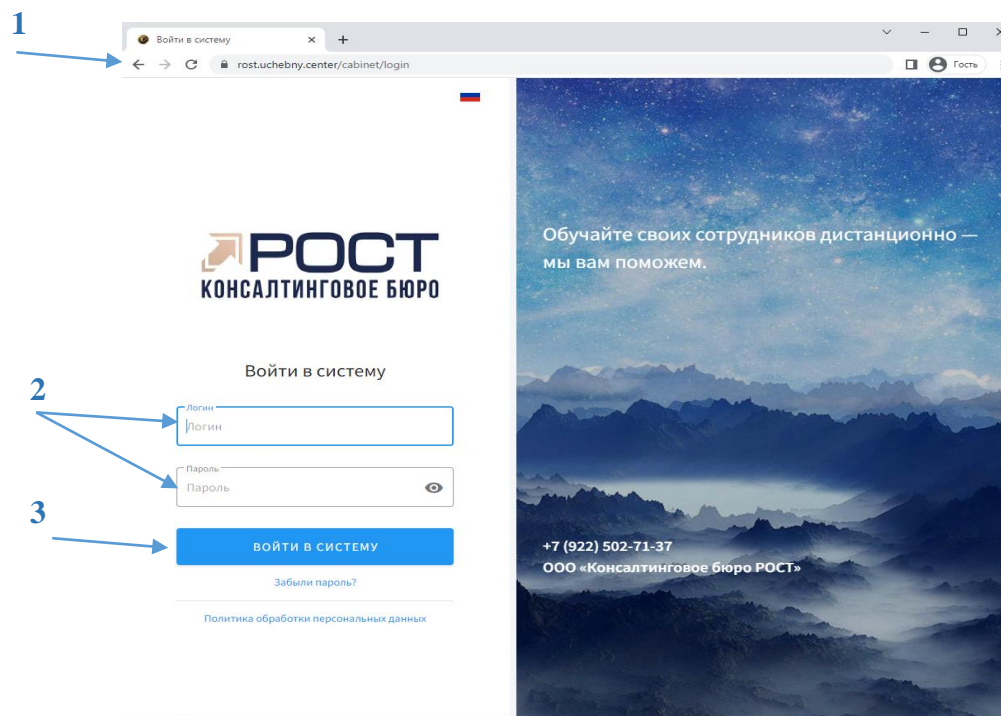 1
Войти в систему
rost.uchebny.center/cabinet/login
Гость
РОСТ
КОНСАЛТИНГОВОЕ БЮРО
Войти в систему
2
Логин
Логин
Пароль
Пароль
3
ВОЙТИ В СИСТЕМУ
Забыли пароль?
Политика обработки персональных данных
Обучайте своих сотрудников дистанционно —
мы вам поможем.
+7 (922) 502-71-37
ООО «Консалтинговое бюро РОСТ»